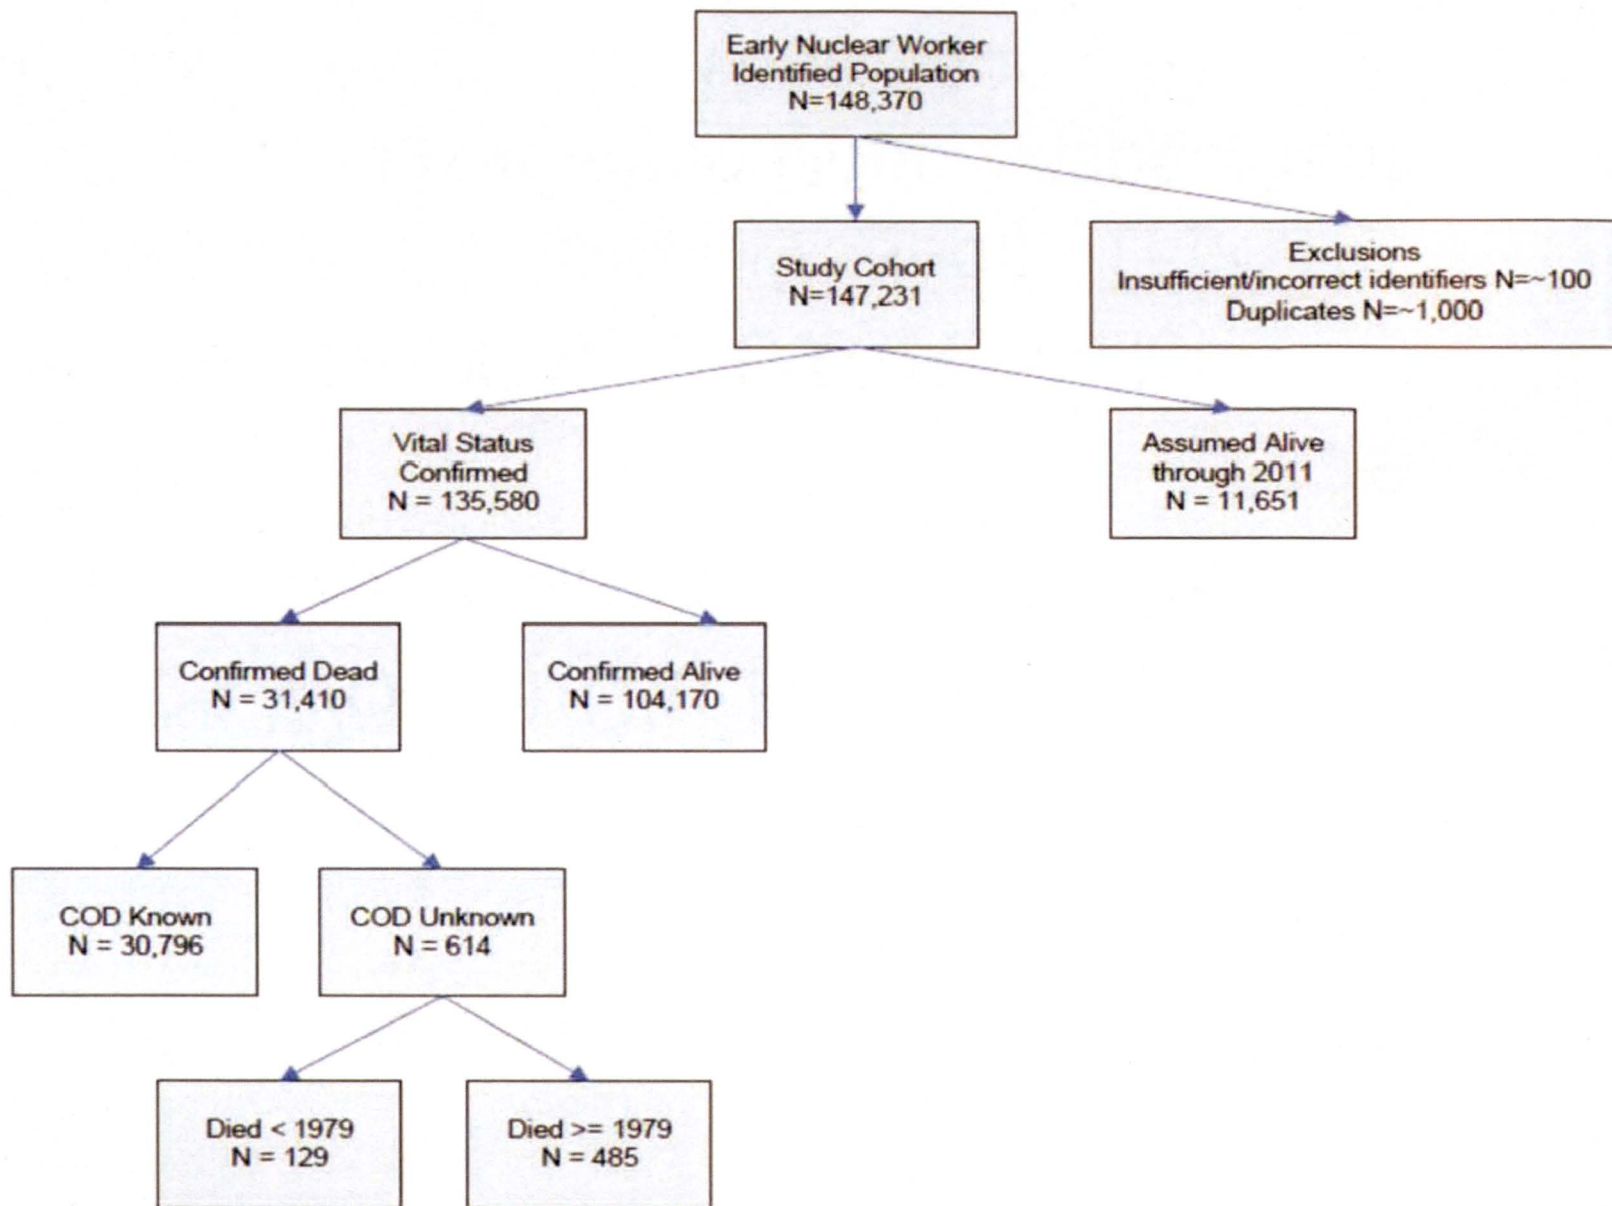 Early Nuclear Worker
Identified Population
N=148,370
Study Cohort
N=147,231
Exclusions
Insufficient/incorrect identifiers N=~100
Duplicates N=~1,000
Vital Status
Confirmed
N = 135,580
Assumed Alive
through 2011
N = 11,651
Confirmed Dead
N = 31,410
Confirmed Alive
N = 104,170
COD Known
N = 30,796
COD Unknown
N = 614
Died < 1979
N = 129
Died >= 1979
N = 485